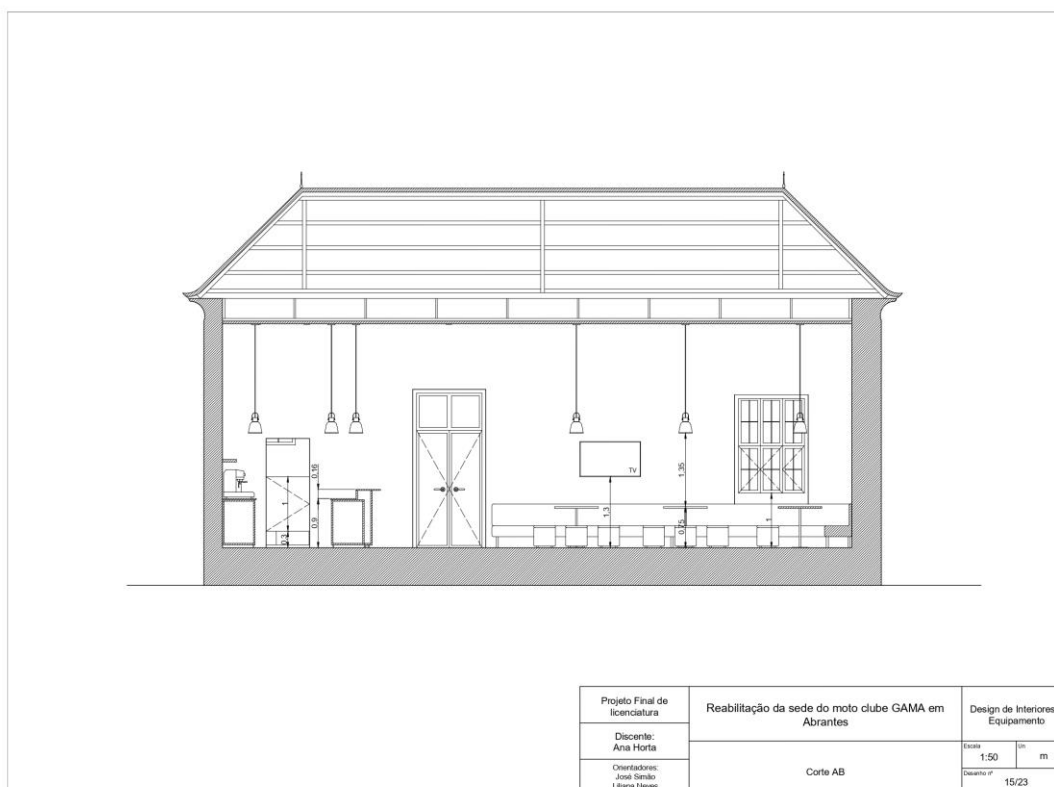 0,16
TV
1
0,9
0,3
1,35
1,3
0,75
1
Projeto Final de
licenciatura
Discente:
Ana Horta
Orientadores:
José Simão
Liliana Neves
Reabilitação da sede do moto clube GAMA em
Abrantes
Corte AB
Design de Interiores
Equipamento
Escala
1:50
Un
m
Desenho nº
15/23